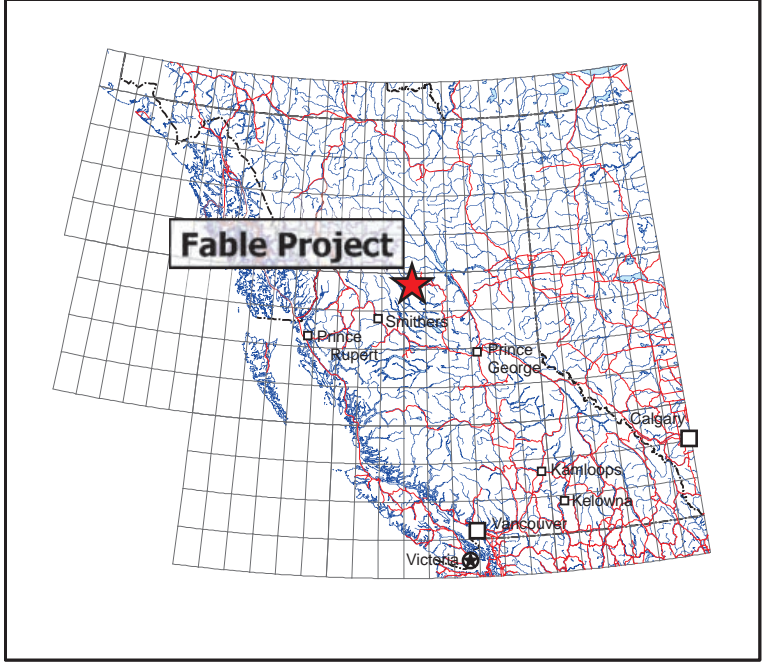 Fable Project
Smithers
Prince
Rupert
Prince
George
Calgary
Kamloops
Kelowna
Vancouver
Victoria